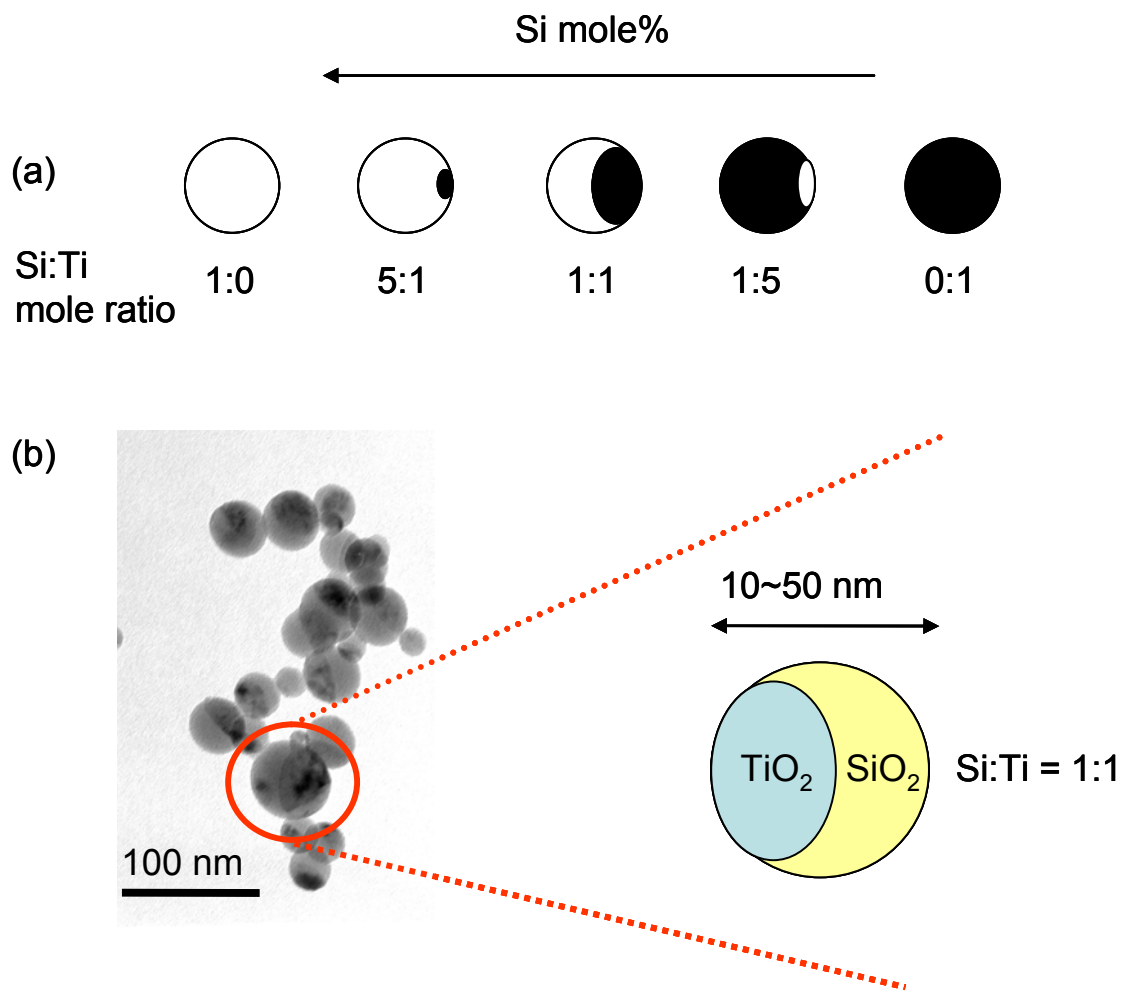 Si mole%
(a)
Si:Ti
mole ratio
1:0 5:1 1:1 1:5 0:1
(b)
10~50 nm
TiO₂ SiO₂ Si:Ti = 1:1
100 nm